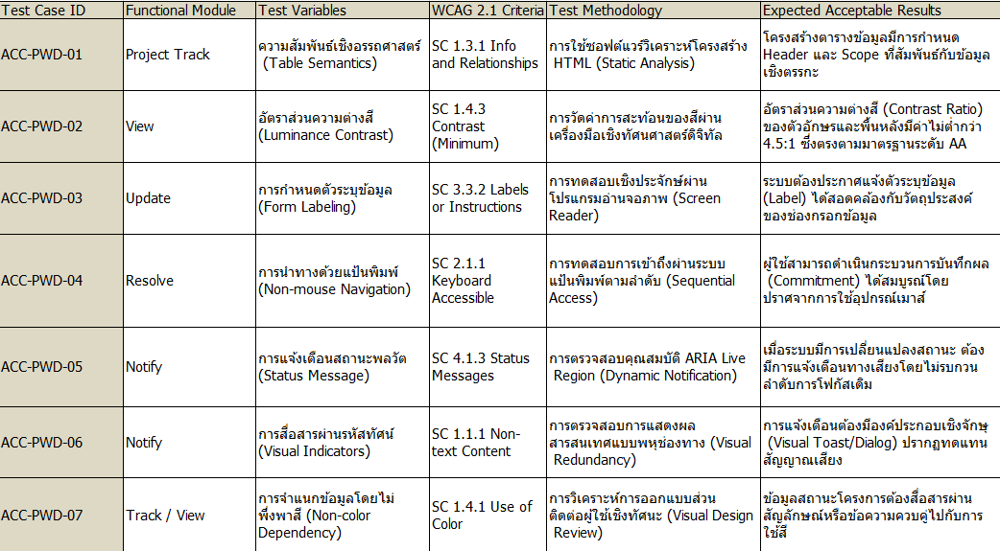 Test Case ID
Functional Module
Test Variables
WCAG 2.1 Criteria
Test Methodology
Expected Acceptable Results
ACC-PWD-01
Project Track
ความสัมพันธ์เชิงอรรถศาสตร์
(Table Semantics)
SC 1.3.1 Info
and Relationships
การใช้ซอฟต์แวร์วิเคราะห์โครงสร้าง
HTML (Static Analysis)
โครงสร้างตารางข้อมูลมีการกำหนด
Header และ Scope ที่สัมพันธ์กับข้อมูล
เชิงตรรกะ
ACC-PWD-02
View
อัตราส่วนความต่างสี
(Luminance Contrast)
SC 1.4.3
Contrast
(Minimum)
การวัดค่าการสะท้อนของสีผ่าน
เครื่องมือเชิงทัศนศาสตร์ดิจิทัล
อัตราส่วนความต่างสี (Contrast Ratio)
ของตัวอักษรและพื้นหลังมีค่าไม่ต่ำกว่า
4.5:1 ซึ่งตรงตามมาตรฐานระดับ AA
ACC-PWD-03
Update
การกำหนดตัวระบุข้อมูล
(Form Labeling)
SC 3.3.2 Labels
or Instructions
การทดสอบเชิงประจักษ์ผ่าน
โปรแกรมอ่านจอภาพ (Screen
Reader)
ระบบต้องประกาศแจ้งตัวระบุข้อมูล
(Label) ได้สอดคล้องกับวัตถุประสงค์
ของช่องกรอกข้อมูล
ACC-PWD-04
Resolve
การนำทางด้วยแป้นพิมพ์
(Non-mouse Navigation)
SC 2.1.1
Keyboard
Accessible
การทดสอบการเข้าถึงผ่านระบบ
แป้นพิมพ์ตามลำดับ (Sequential
Access)
ผู้ใช้สามารถดำเนินกระบวนการบันทึกผล
(Commitment) ได้สมบูรณ์โดย
ปราศจากการใช้อุปกรณ์เมาส์
ACC-PWD-05
Notify
การแจ้งเตือนสถานะพลวัต
(Status Message)
SC 4.1.3 Status
Messages
การตรวจสอบคุณสมบัติ ARIA Live
Region (Dynamic Notification)
เมื่อระบบมีการเปลี่ยนแปลงสถานะ ต้อง
มีการแจ้งเตือนทางเสียงโดยไม่รบกวน
ลำดับการโฟกัสเดิม
ACC-PWD-06
Notify
การสื่อสารผ่านรหัสทัศน์
(Visual Indicators)
SC 1.1.1 Non-
text Content
การตรวจสอบการแสดงผล
สารสนเทศแบบพหุช่องทาง (Visual
Redundancy)
การแจ้งเตือนต้องมีองค์ประกอบเชิงจักษุ
(Visual Toast/Dialog) ปรากฏทดแทน
สัญญาณเสียง
ACC-PWD-07
Track / View
การจำแนกข้อมูลโดยไม่
พึ่งพาสี (Non-color
Dependency)
SC 1.4.1 Use of
Color
การวิเคราะห์การออกแบบส่วน
ติดต่อผู้ใช้เชิงทัศนะ (Visual Design
Review)
ข้อมูลสถานะโครงการต้องสื่อสารผ่าน
สัญลักษณ์หรือข้อความควบคู่ไปกับการ
ใช้สี